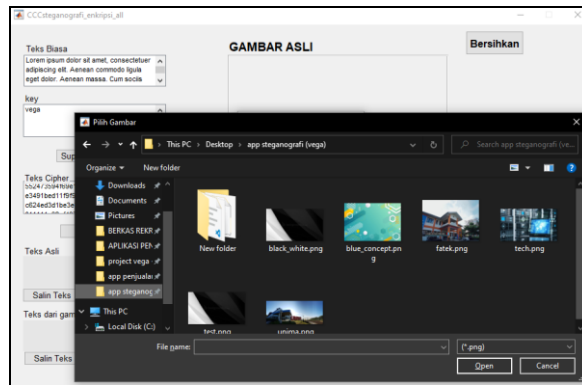 CCCsteganografi_enkripsi_all
Teks Biasa
Lorem ipsum dolor sit amet, consectetuer
adipiscing elit. Aenean commodo ligula
eget dolor. Aenean massa. Cum sociis
GAMBAR ASLI
Bersihkan
key
vega
Sup
Teks Cipher
Teks Asli
Salin Teks
Teks dari gam
Salin Teks
Pilih Gambar
This PC > Desktop > app steganografi (vega)
Search app steganografi (ve...
Organize
New folder
Downloads
Documents
Pictures
BERKAS REKR
APLIKASI PEN
project vega
app penjualan
app steganog
This PC
Local Disk (C:)
New folder
black_white.png
blue_concept.pn
g
fatek.png
tech.png
test.png
unima.png
File name:
(*.png)
Open
Cancel